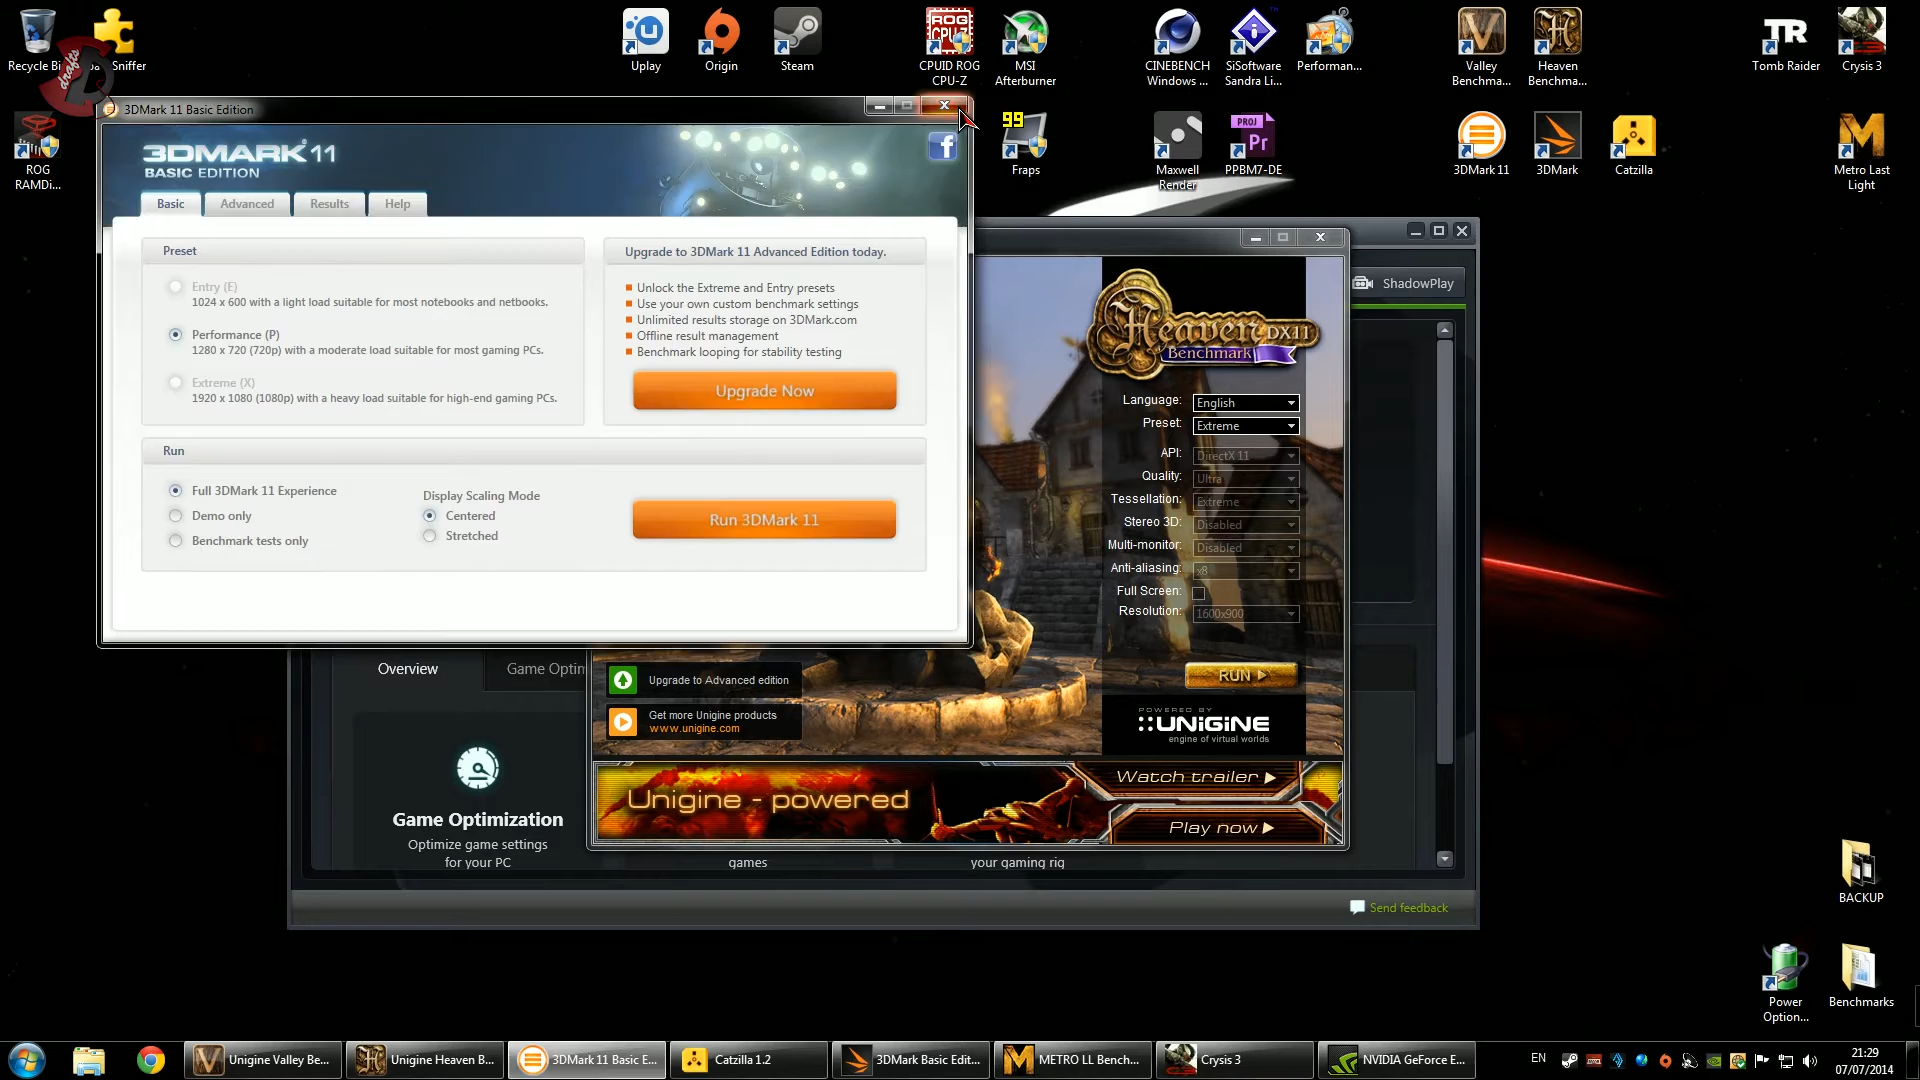 Recycle Bi
Sniffer
Uplay
Origin
Steam
CPUID ROG
CPU-Z
MSI
Afterburner
CINEBENCH
Windows ...
SiSoftware
Sandra Li...
Performan...
Valley
Benchma...
Heaven
Benchma...
Tomb Raider
Crysis 3
drafts
ROG
RAMDi...
99
Fraps
Maxwell
Render
PROJ
Pr
PPBM7-DE
3DMark 11
3DMark
Catzilla
Metro Last
Light
3DMark 11 Basic Edition
3DMARK 11
BASIC EDITION
Basic
Advanced
Results
Help
Preset
Entry (E)
1024 x 600 with a light load suitable for most notebooks and netbooks.
Performance (P)
1280 x 720 (720p) with a moderate load suitable for most gaming PCs.
Extreme (X)
1920 x 1080 (1080p) with a heavy load suitable for high-end gaming PCs.
Upgrade to 3DMark 11 Advanced Edition today.
Unlock the Extreme and Entry presets
Use your own custom benchmark settings
Unlimited results storage on 3DMark.com
Offline result management
Benchmark looping for stability testing
Upgrade Now
Run
Full 3DMark 11 Experience
Demo only
Benchmark tests only
Display Scaling Mode
Centered
Stretched
Run 3DMark 11
ShadowPlay
Heaven DX11
Benchmark
Language: English
Preset: Extreme
API: DirectX 11
Quality: Ultra
Tessellation: Extreme
Stereo 3D: Disabled
Multi-monitor: Disabled
Anti-aliasing: x8
Full Screen:
Resolution: 1600x900
RUN
POWERED BY
UNIGINE
engine of virtual worlds
Upgrade to Advanced edition
Get more Unigine products
www.unigine.com
Unigine - powered
Watch trailer
Play now
Overview
Game Optim
Game Optimization
Optimize game settings
for your PC
games
your gaming rig
Send feedback
BACKUP
Power
Option...
Benchmarks
Unigine Valley Be...
Unigine Heaven B...
3DMark 11 Basic E...
Catzilla 1.2
3DMark Basic Edit...
METRO LL Bench...
Crysis 3
NVIDIA GeForce E...
EN
21:29
07/07/2014